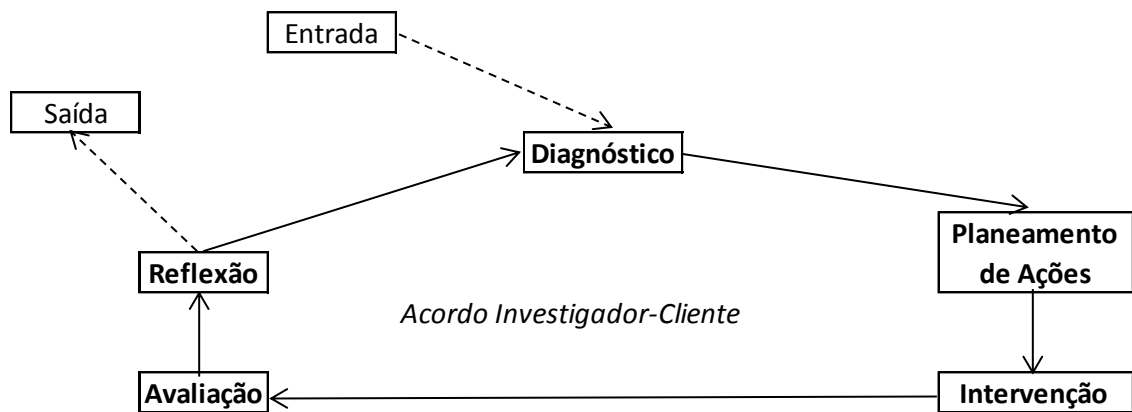 Entrada
Saída
Diagnóstico
Planeamento
de Ações
Reflexão
Acordo Investigador-Cliente
Avaliação
Intervenção